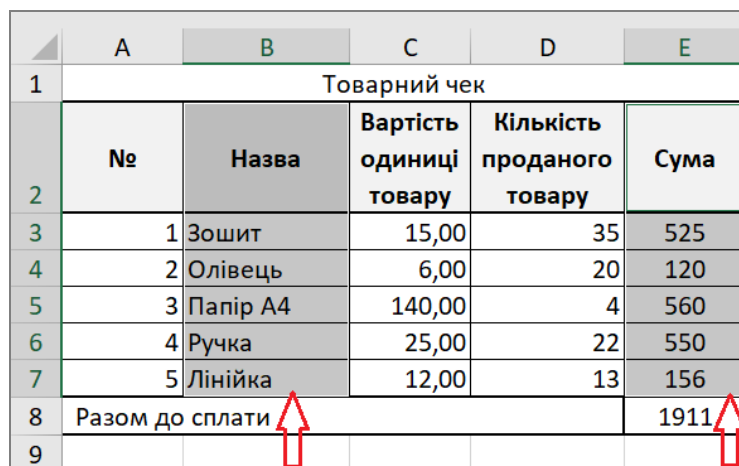 A B C D E
1 Товарний чек
2 № Назва Вартість одиниці товару Кількість проданого товару Сума
3 1 Зошит 15,00 35 525
4 2 Олівець 6,00 20 120
5 3 Папір А4 140,00 4 560
6 4 Ручка 25,00 22 550
7 5 Лінійка 12,00 13 156
8 Разом до сплати 1911
9